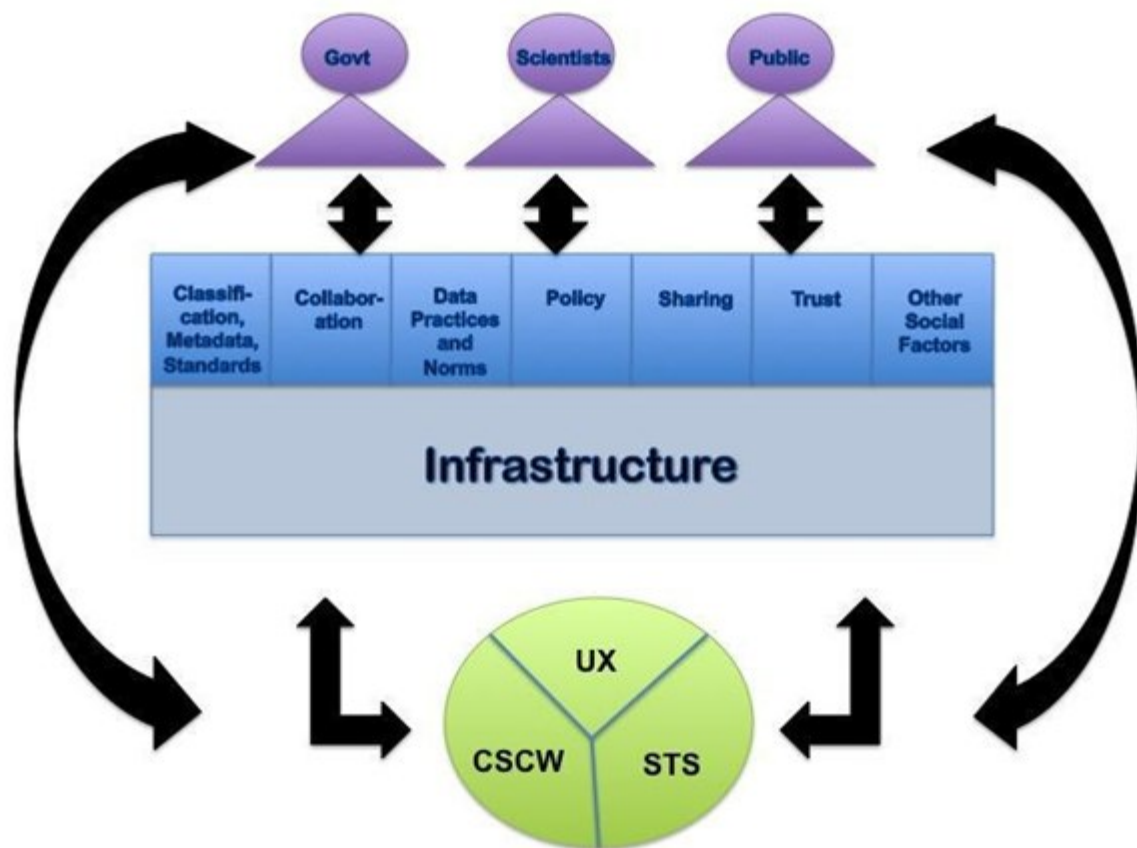 Govt
Scientists
Public
Classifi-
cation,
Metadata,
Standards
Collabor-
ation
Data
Practices
and
Norms
Policy
Sharing
Trust
Other
Social
Factors
Infrastructure
UX
CSCW
STS